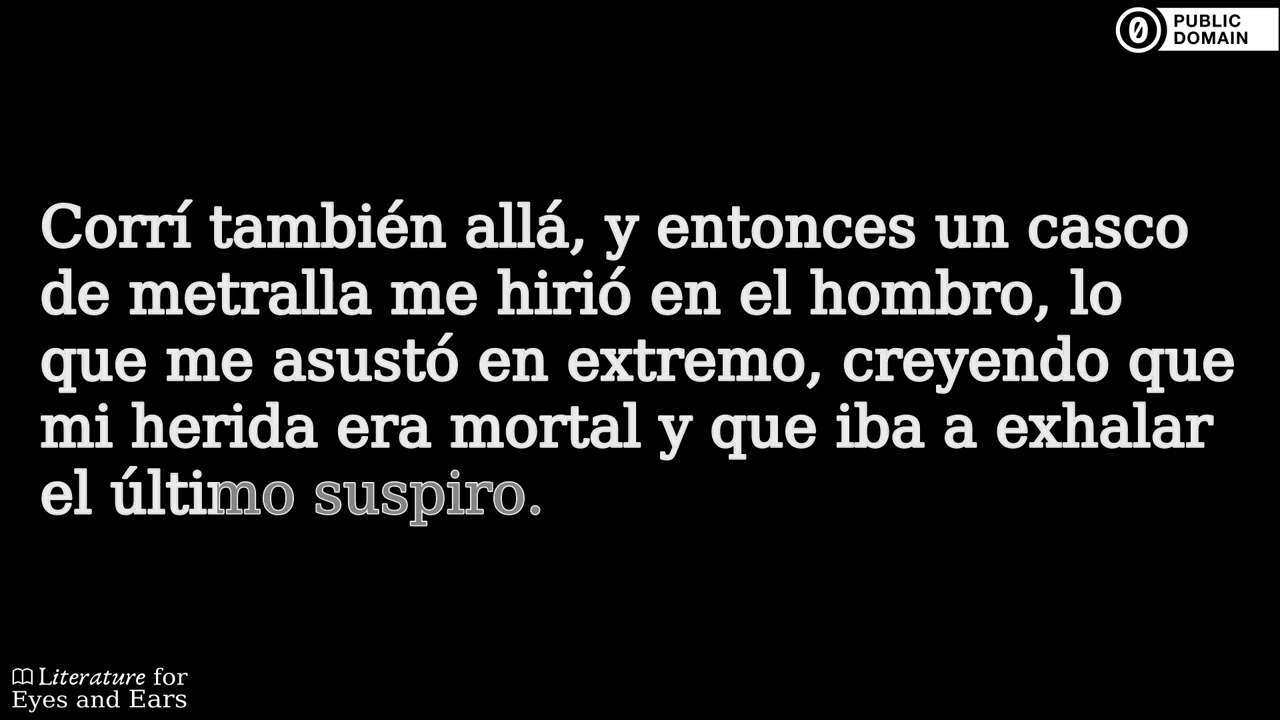 PUBLIC
DOMAIN
Corrí también allá, y entonces un casco
de metralla me hirió en el hombro, lo
que me asustó en extremo, creyendo que
mi herida era mortal y que iba a exhalar
el último suspiro.
Literature for
Eyes and Ears